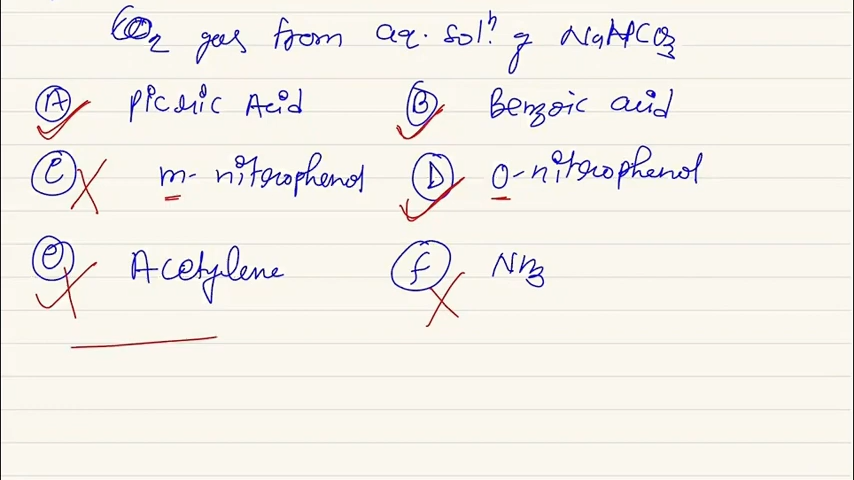 CO2 gas from aq. solⁿ. of NaHCO3
(A) Picric Acid (B) Benzoic acid
(C) m- nitrophenol (D) o-nitrophenol
(e) Acetylene (f) NH3